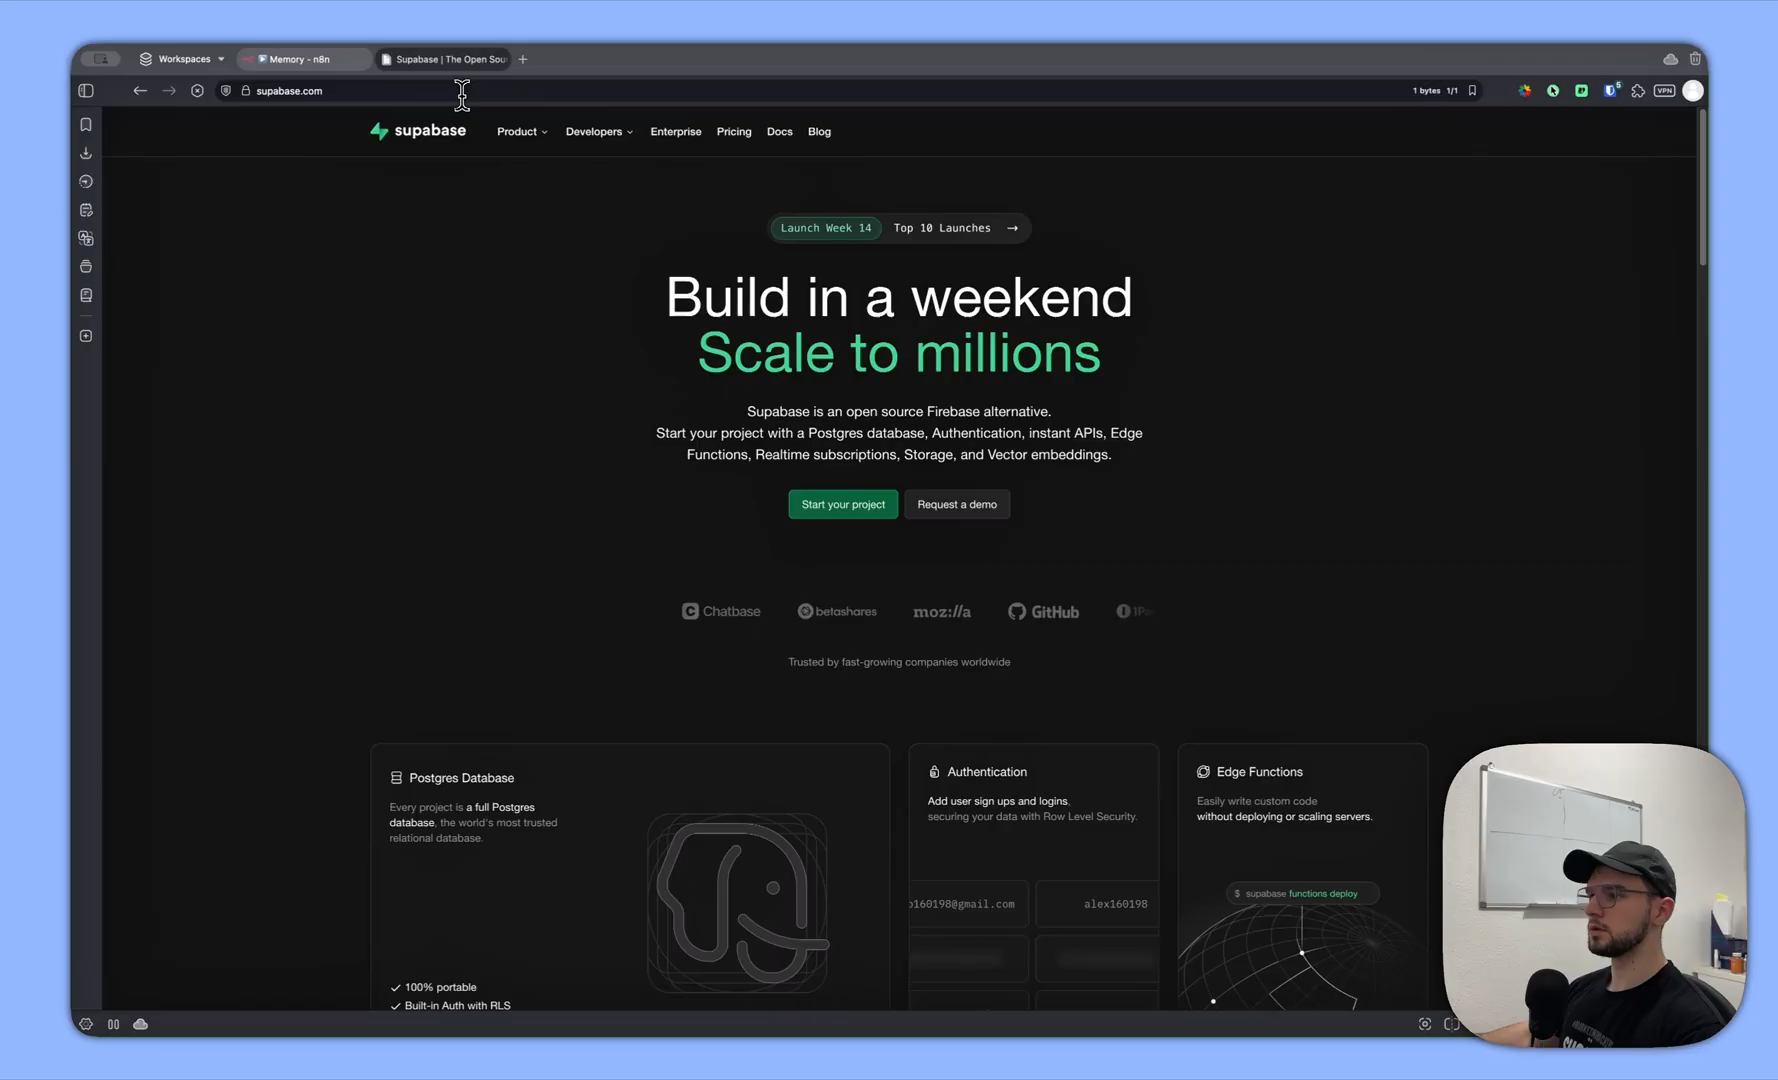 Workspaces
Memory - n8n
Supabase | The Open Sou
supabase.com
1 bytes 1/1
5
VPN
supabase
Product
Developers
Enterprise
Pricing
Docs
Blog
Launch Week 14
Top 10 Launches →
Build in a weekend
Scale to millions
Supabase is an open source Firebase alternative.
Start your project with a Postgres database, Authentication, instant APIs, Edge
Functions, Realtime subscriptions, Storage, and Vector embeddings.
Start your project
Request a demo
Chatbase
betashares
moz://a
GitHub
1Pa
Trusted by fast-growing companies worldwide
Postgres Database
Every project is a full Postgres
database, the world's most trusted
relational database.
✓ 100% portable
✓ Built-in Auth with RLS
Authentication
Add user sign ups and logins,
securing your data with Row Level Security.
160198@gmail.com
alex160198
Edge Functions
Easily write custom code
without deploying or scaling servers.
$ supabase functions deploy